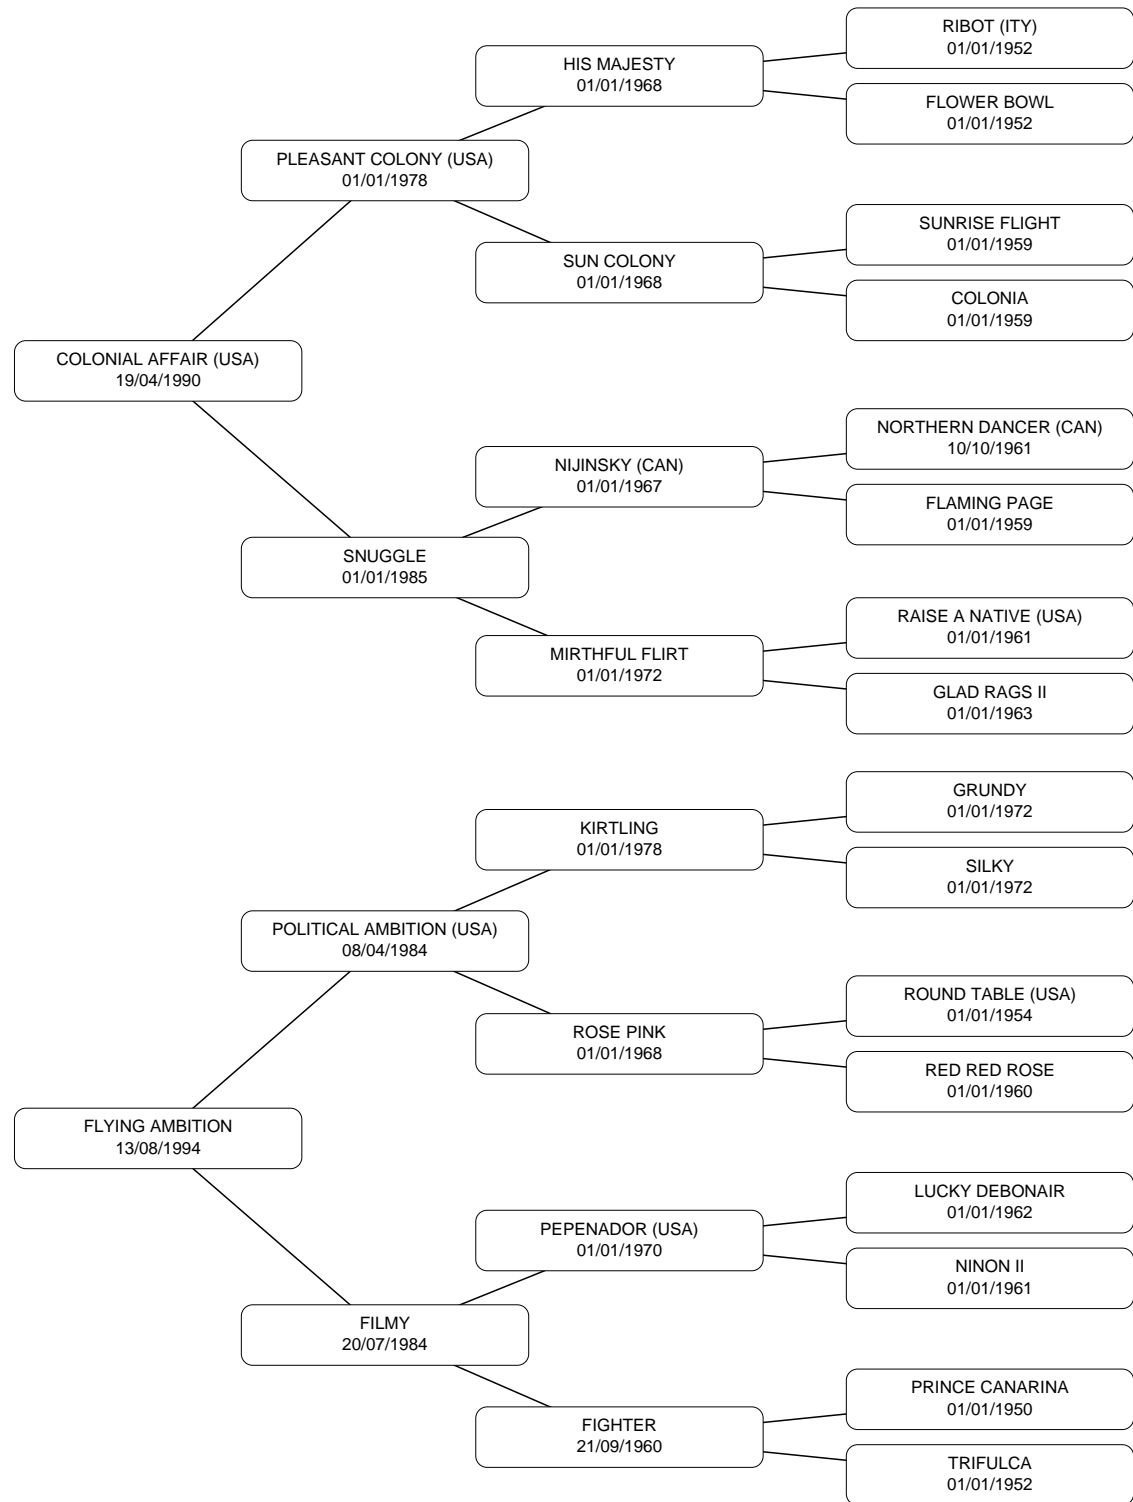 RIBOT (ITY)
01/01/1952
HIS MAJESTY
01/01/1968
FLOWER BOWL
01/01/1952
PLEASANT COLONY (USA)
01/01/1978
SUNRISE FLIGHT
01/01/1959
SUN COLONY
01/01/1968
COLONIA
01/01/1959
COLONIAL AFFAIR (USA)
19/04/1990
NORTHERN DANCER (CAN)
10/10/1961
NIJINSKY (CAN)
01/01/1967
FLAMING PAGE
01/01/1959
SNUGGLE
01/01/1985
RAISE A NATIVE (USA)
01/01/1961
MIRTHFUL FLIRT
01/01/1972
GLAD RAGS II
01/01/1963
GRUNDY
01/01/1972
KIRTLING
01/01/1978
SILKY
01/01/1972
POLITICAL AMBITION (USA)
08/04/1984
ROUND TABLE (USA)
01/01/1954
ROSE PINK
01/01/1968
RED RED ROSE
01/01/1960
FLYING AMBITION
13/08/1994
LUCKY DEBONAIR
01/01/1962
PEPENADOR (USA)
01/01/1970
NINON II
01/01/1961
FILMY
20/07/1984
PRINCE CANARINA
01/01/1950
FIGHTER
21/09/1960
TRIFULCA
01/01/1952